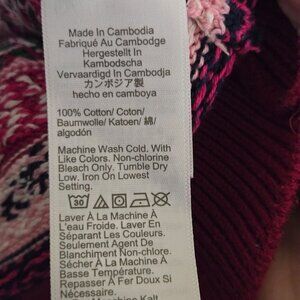 Made in Cambodia
Fabriqué Au Cambodge
Hergestellt In
Kambodscha
Vervaardigd In Cambodja
カンボジア製
hecho en camboya
100% Cotton/ Coton/
Baumwolle/ Katoen/ 綿/
algodón
Machine Wash Cold. With
Like Colors. Non-chlorine
Bleach Only. Tumble Dry
Low. Iron On Lowest
Setting.
30
Laver À La Machine À
L'eau Froide. Laver En
Séparant Les Couleurs.
Seulement Agent De
Blanchiment Non-chlore.
Sécher À La Machine À
Basse Température.
Repasser À Fer Doux Si
Nécessaire.
Maschine Kalt